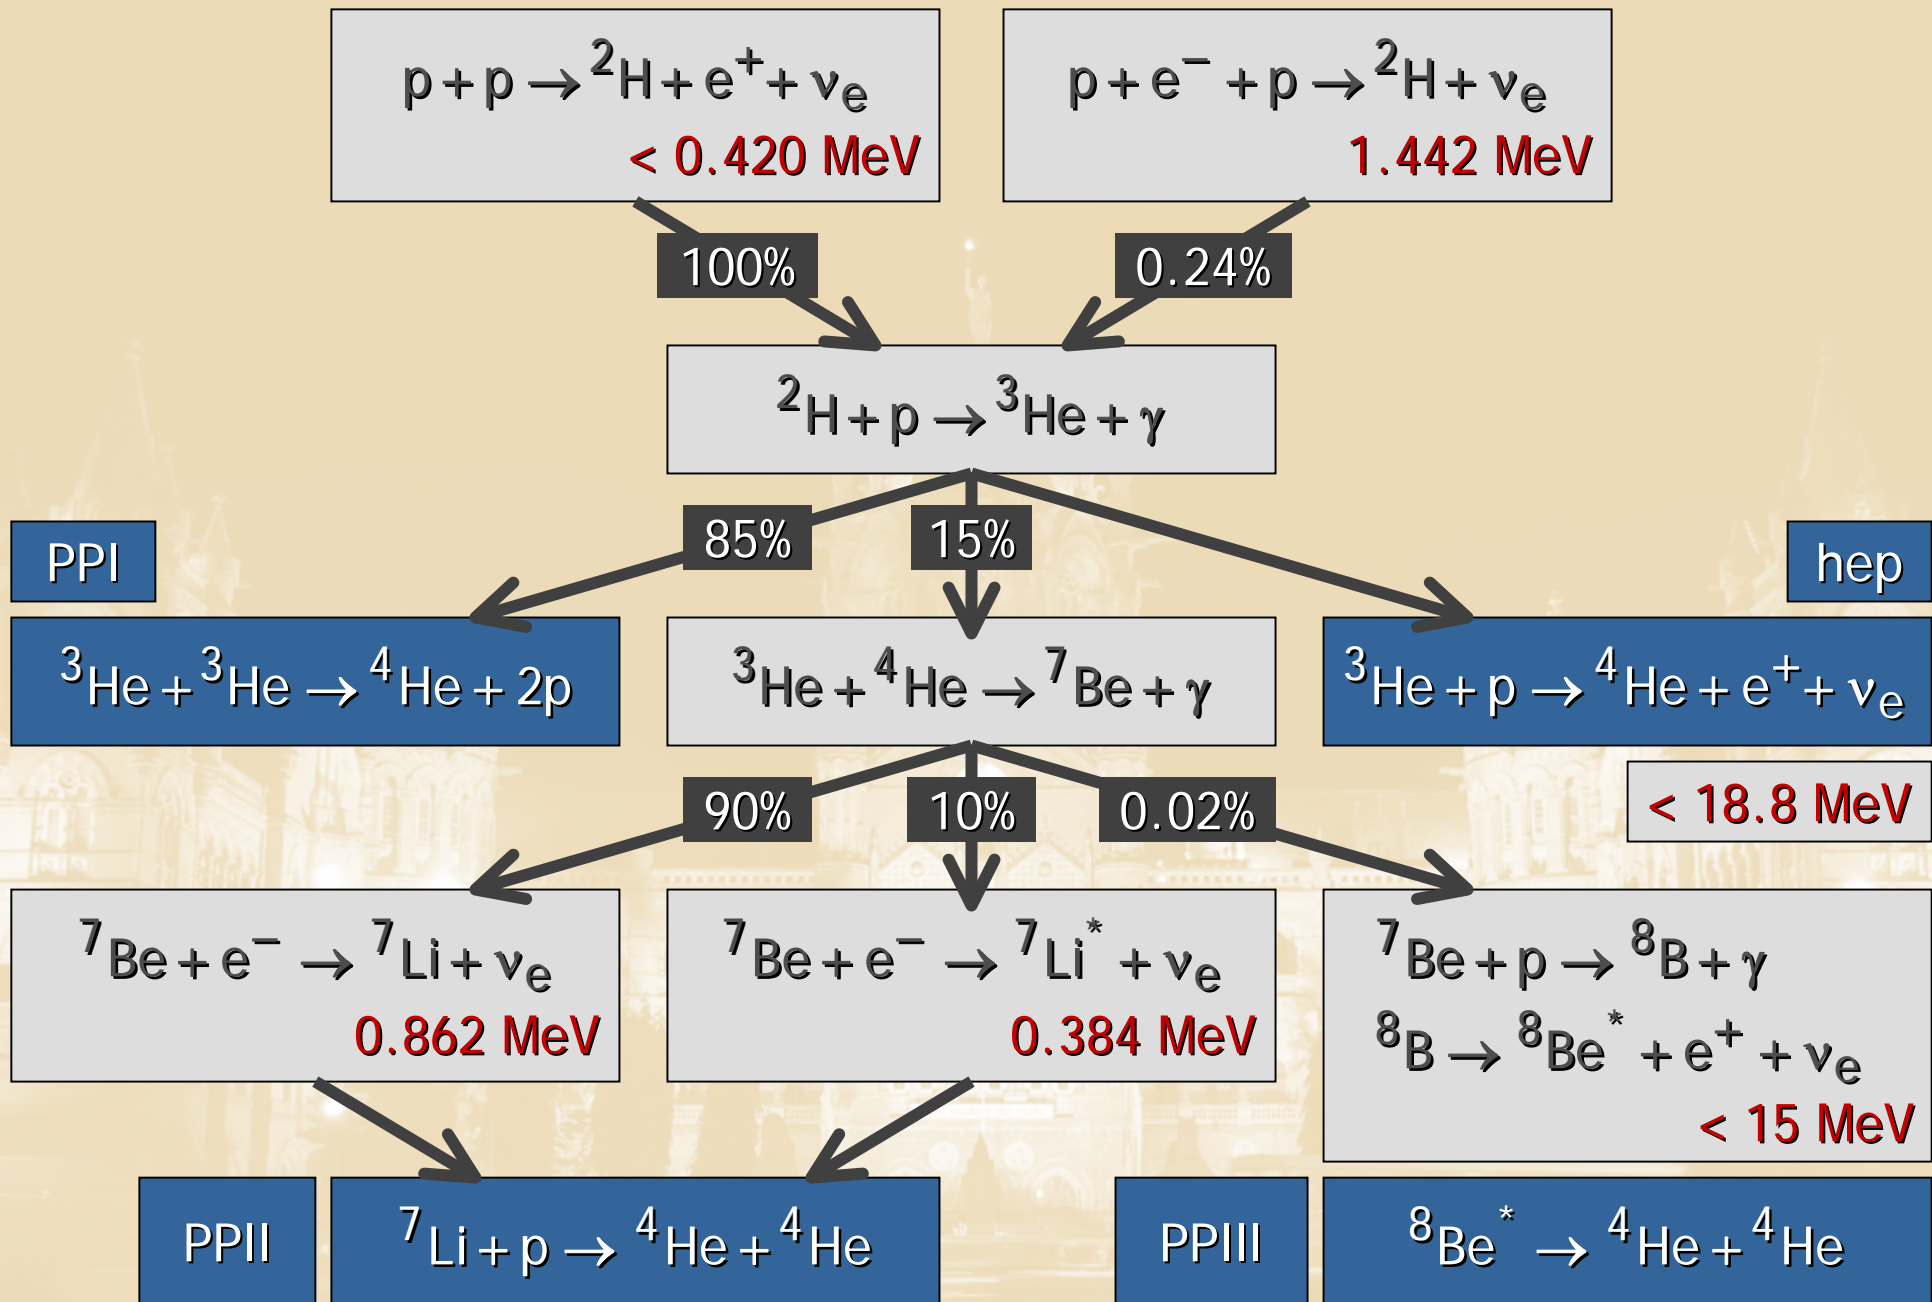 p + p → ²H + e⁺ + νₑ
< 0.420 MeV
p + e⁻ + p → ²H + νₑ
1.442 MeV
100%
0.24%
²H + p → ³He + γ
85%
15%
PPI
hep
³He + ³He → ⁴He + 2p
³He + ⁴He → ⁷Be + γ
³He + p → ⁴He + e⁺ + νₑ
< 18.8 MeV
90%
10%
0.02%
⁷Be + e⁻ → ⁷Li + νₑ
0.862 MeV
⁷Be + e⁻ → ⁷Li* + νₑ
0.384 MeV
⁷Be + p → ⁸B + γ
⁸B → ⁸Be* + e⁺ + νₑ
< 15 MeV
PPII
⁷Li + p → ⁴He + ⁴He
PPIII
⁸Be* → ⁴He + ⁴He